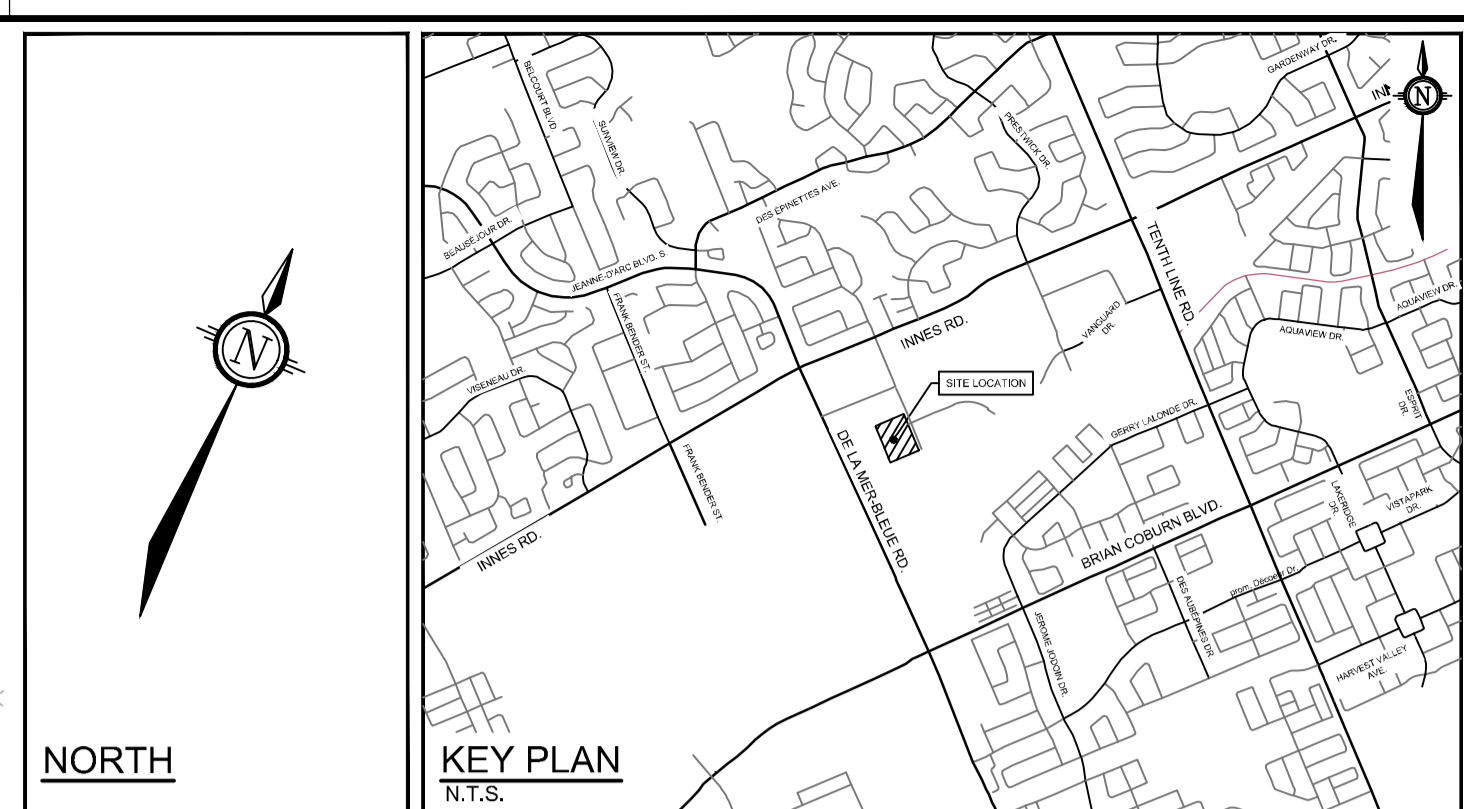 N
NORTH
BELCOURT BLVD.
SUNVIEW DR.
BEAUSÉJOUR DR.
JEANNE-D'ARC BLVD. S.
DES ÉPINETTES AVE.
PRESTWICK DR.
GARDENWAY DR.
N
TENTH LINE RD.
FRANK BENDER ST.
INNES RD.
VANGUARD
DR.
AQUAVIEW DR.
AQUAVIEW DR.
VISENEAU DR.
SITE LOCATION
ESPRIT
DR.
GERRY LALONDE DR.
DE LA MER-BLEUE RD.
FRANK BENDER ST.
LAKERIDGE
DR.
VISTAPARK
DR.
INNES RD.
BRIAN COBURN BLVD.
prom. Décoeur Dr.
DES AUBÉPINES DR.
JEROME JODOIN DR.
HARVEST VALLEY
AVE.
KEY PLAN
N.T.S.